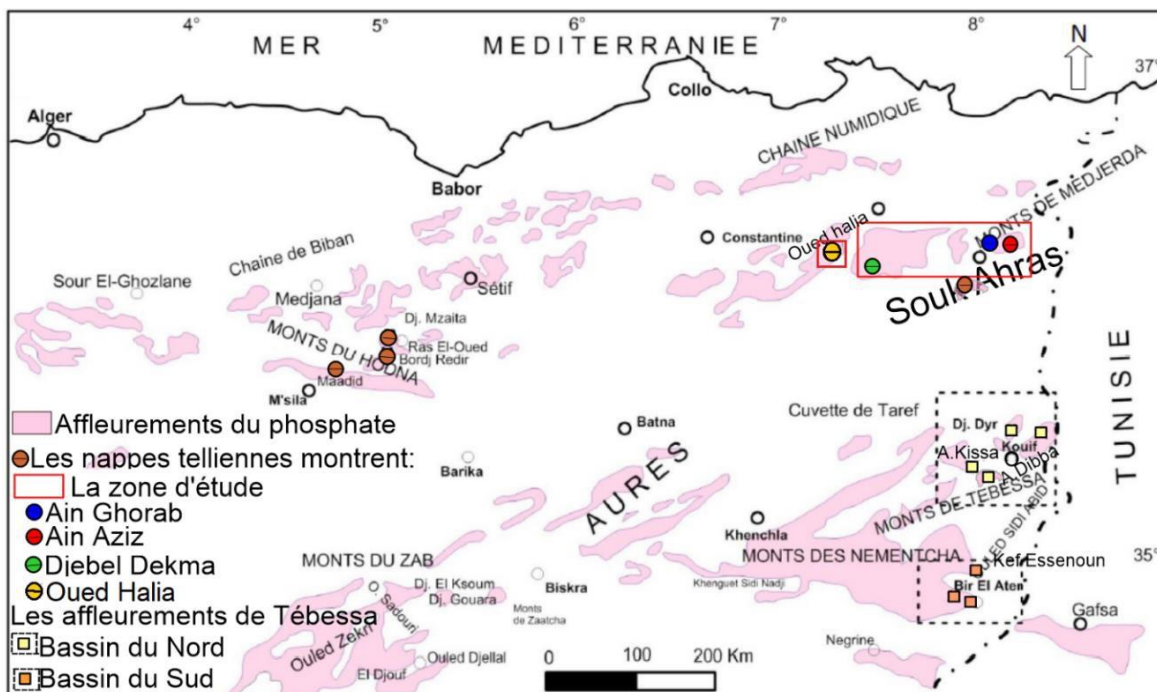 4° 5° 6° 7° 8°
MER MEDITERRANIEE
N
37°
Collo
Alger
CHAINE NUMIDIQUE
Babor
MONTS DE MEDJERDA
Oued halia
Constantine
Chaine de Biban
Sour El-Ghozlane
Sétif
Medjana
Souk Ahras
Dj. Mzaita
MONTS DU HODNA
Ras El-Oued
Bordj Redir
Maadid
M'sila
TUNISIE
Cuvette de Taref
Dj. Dyr
Kouif
Batna
A.Kissa
A.Dibba
Barika
AURES
MONTS DE TEBESSA
OULED SIDI ABID
Khenchla
MONTS DU ZAB
MONTS DES NEMENTCHA
35°
Kef Essenoun
Dj. El Ksoum
Biskra
Khenguet Sidi Nadji
Bir El Aten
O. Sadouri
Dj. Gouara
Monts
de Zaatcha
Gafsa
Ouled Zekri
Negrine
Ouled Djellal
El Djouf
0 100 200 Km
Affleurements du phosphate
Les nappes telliennes montrent:
La zone d'étude
Ain Ghorab
Ain Aziz
Djebel Dekma
Oued Halia
Les affleurements de Tébessa
Bassin du Nord
Bassin du Sud